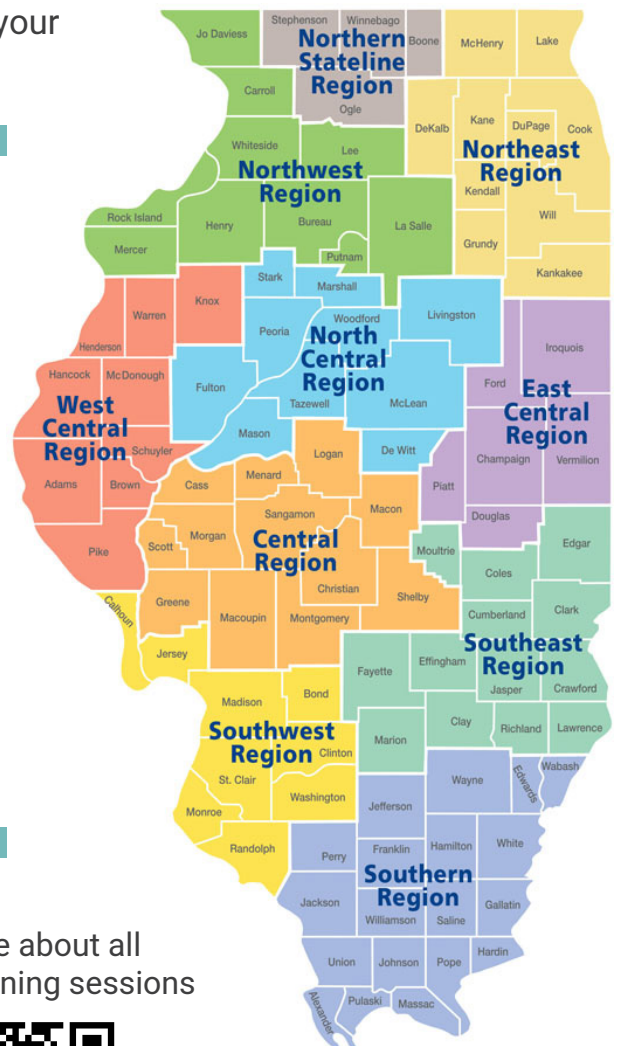 your
Jo Daviess
Stephenson
Winnebago
Boone
McHenry
Lake
Northern
Stateline
Region
Carroll
Ogle
DeKalb
Kane
DuPage
Cook
Whiteside
Lee
Northwest
Region
Northeast
Region
Kendall
Will
Rock Island
Henry
Bureau
La Salle
Mercer
Putnam
Grundy
Kankakee
Stark
Marshall
Knox
Warren
Henderson
Peoria
Woodford
Livingston
Iroquois
North
Central
Region
Hancock
McDonough
Fulton
Tazewell
McLean
Ford
East
Central
Region
West
Central
Region
Schuyler
Mason
De Witt
Champaign
Vermilion
Adams
Brown
Cass
Menard
Logan
Piatt
Sangamon
Macon
Douglas
Pike
Scott
Morgan
Central
Region
Christian
Moultrie
Edgar
Coles
Greene
Macoupin
Montgomery
Shelby
Cumberland
Clark
Calhoun
Jersey
Southeast
Region
Fayette
Effingham
Jasper
Crawford
Madison
Bond
Southwest
Region
Clinton
Marion
Clay
Richland
Lawrence
St. Clair
Washington
Monroe
Randolph
Jefferson
Wayne
Edwards
Wabash
Perry
Franklin
Hamilton
White
Southern
Region
Jackson
Williamson
Saline
Gallatin
Union
Johnson
Pope
Hardin
Alexander
Pulaski
Massac
e about all
ning sessions